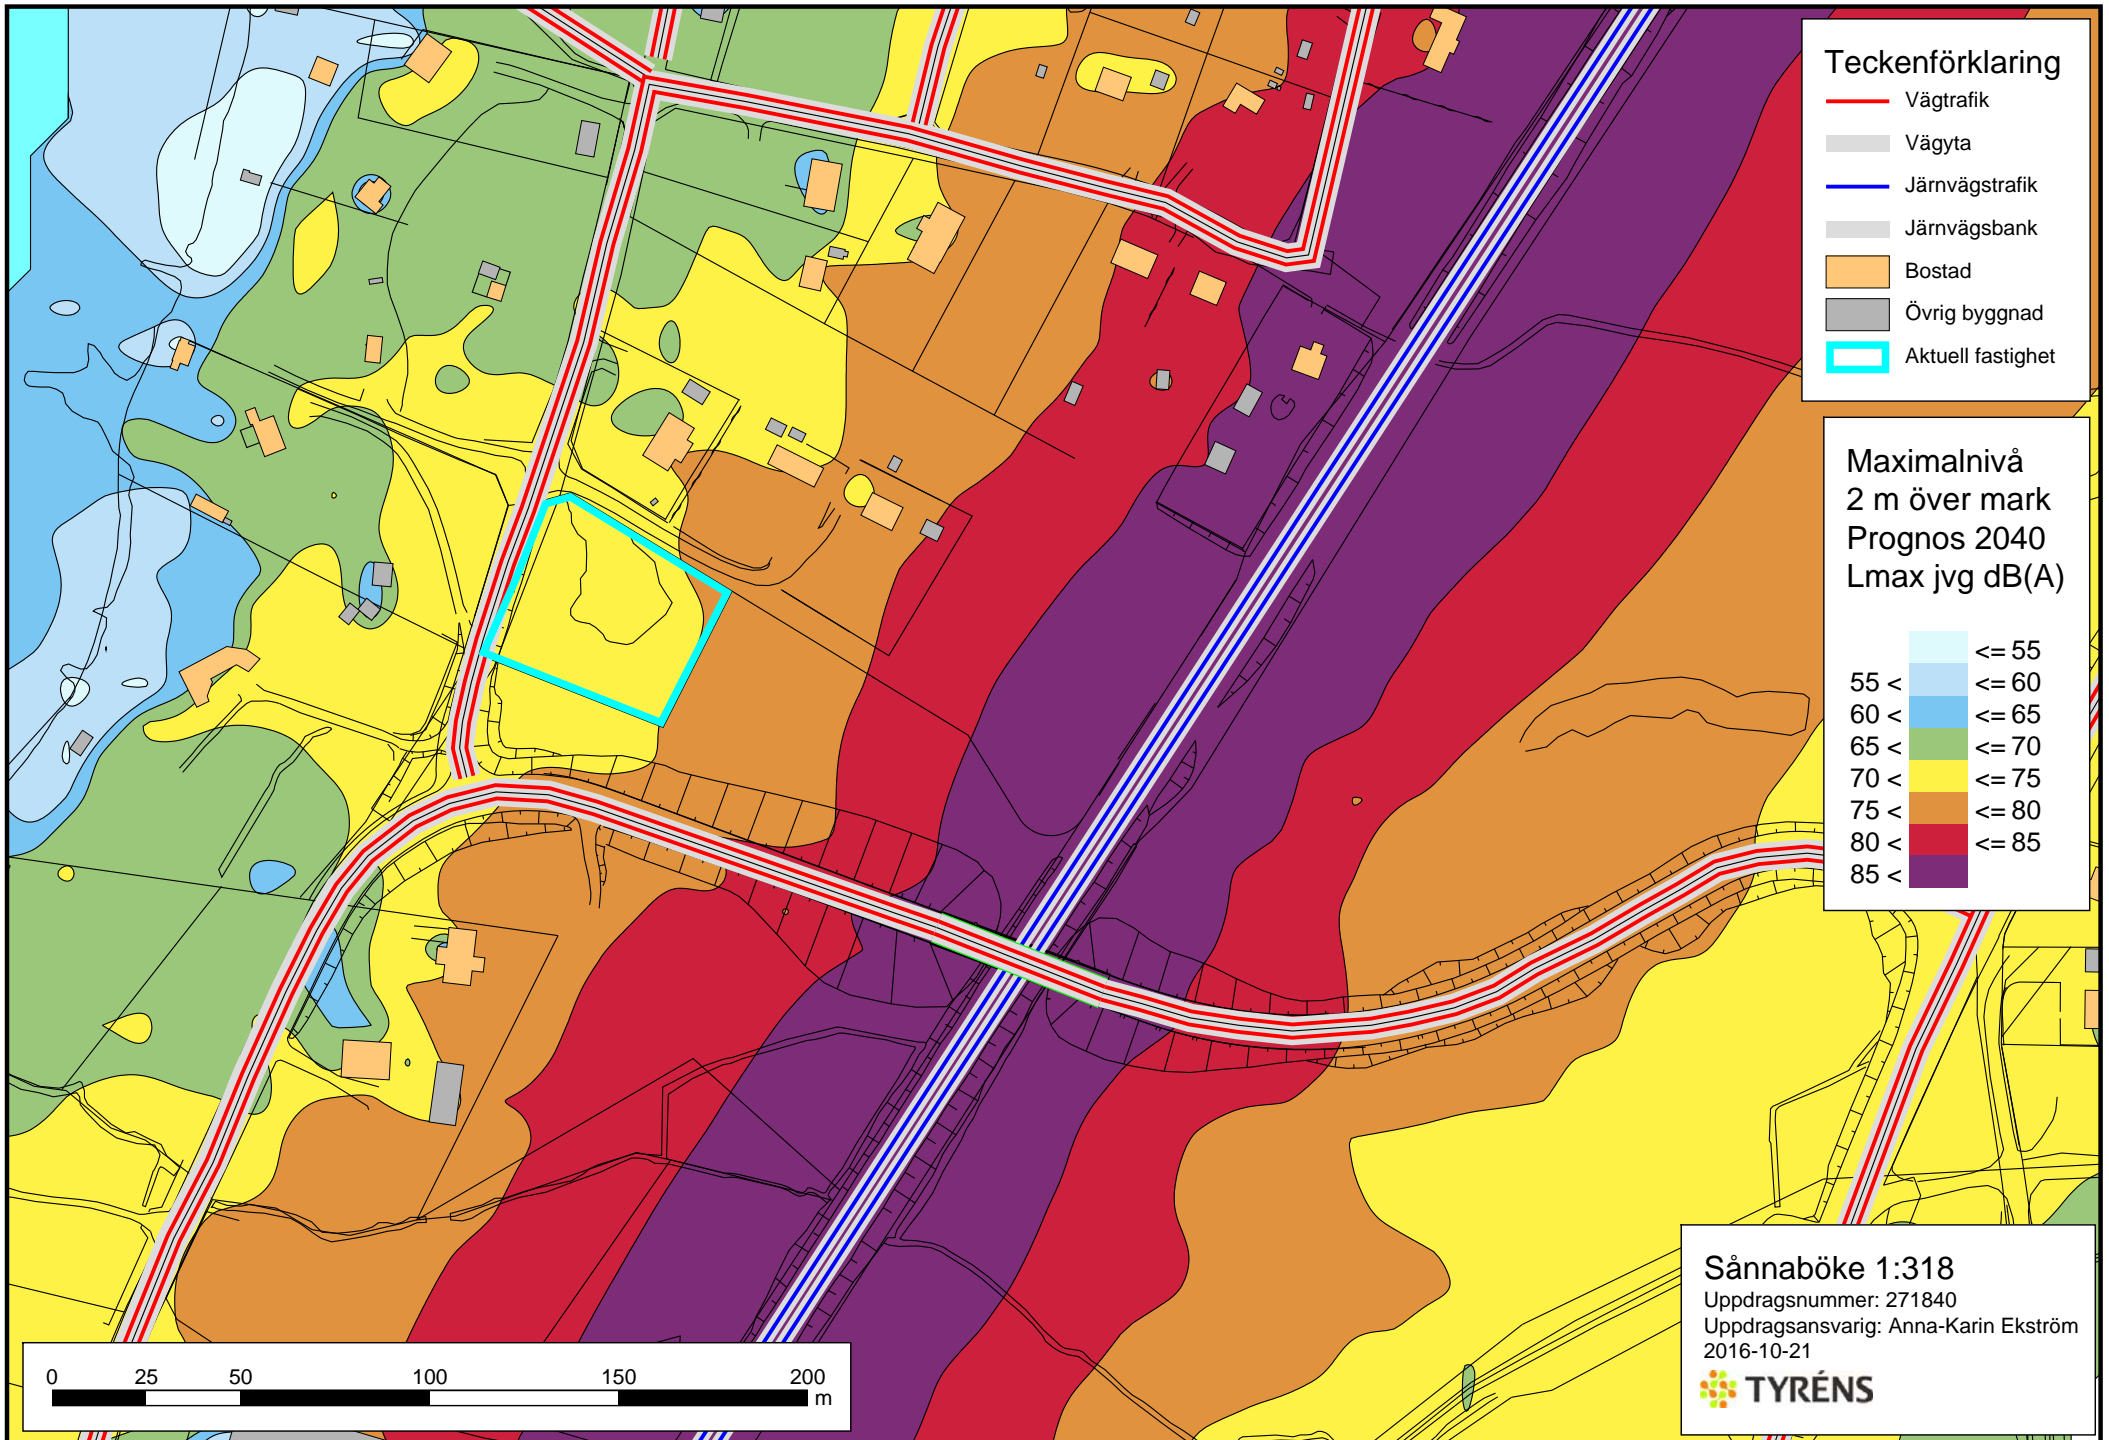 Teckenförklaring
Vägtrafik
Vägyta
Järnvägstrafik
Järnvägsbank
Bostad
Övrig byggnad
Aktuell fastighet
Maximalnivå
2 m över mark
Prognos 2040
Lmax jvg dB(A)
<= 55
55 < <= 60
60 < <= 65
65 < <= 70
70 < <= 75
75 < <= 80
80 < <= 85
85 <
Sånnaböke 1:318
Uppdragsnummer: 271840
Uppdragsansvarig: Anna-Karin Ekström
2016-10-21
TYRÉNS
0 25 50 100 150 200
m